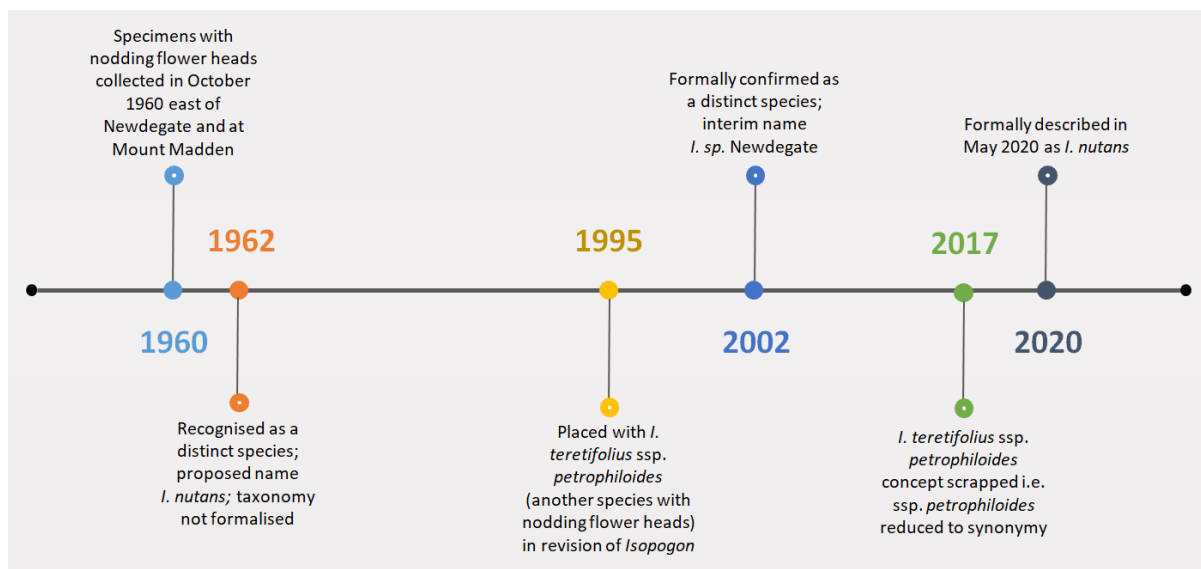 Specimens with
nodding flower heads
collected in October
1960 east of
Newdegate and at
Mount Madden
1960
1962
Recognised as a
distinct species;
proposed name
I. nutans; taxonomy
not formalised
1995
Placed with I.
teretifolius ssp.
petrophiloides
(another species with
nodding flower heads)
in revision of Isopogon
Formally confirmed as
a distinct species;
interim name
I. sp. Newdegate
2002
2017
I. teretifolius ssp.
petrophiloides
concept scrapped i.e.
ssp. petrophiloides
reduced to synonymy
Formally described in
May 2020 as I. nutans
2020